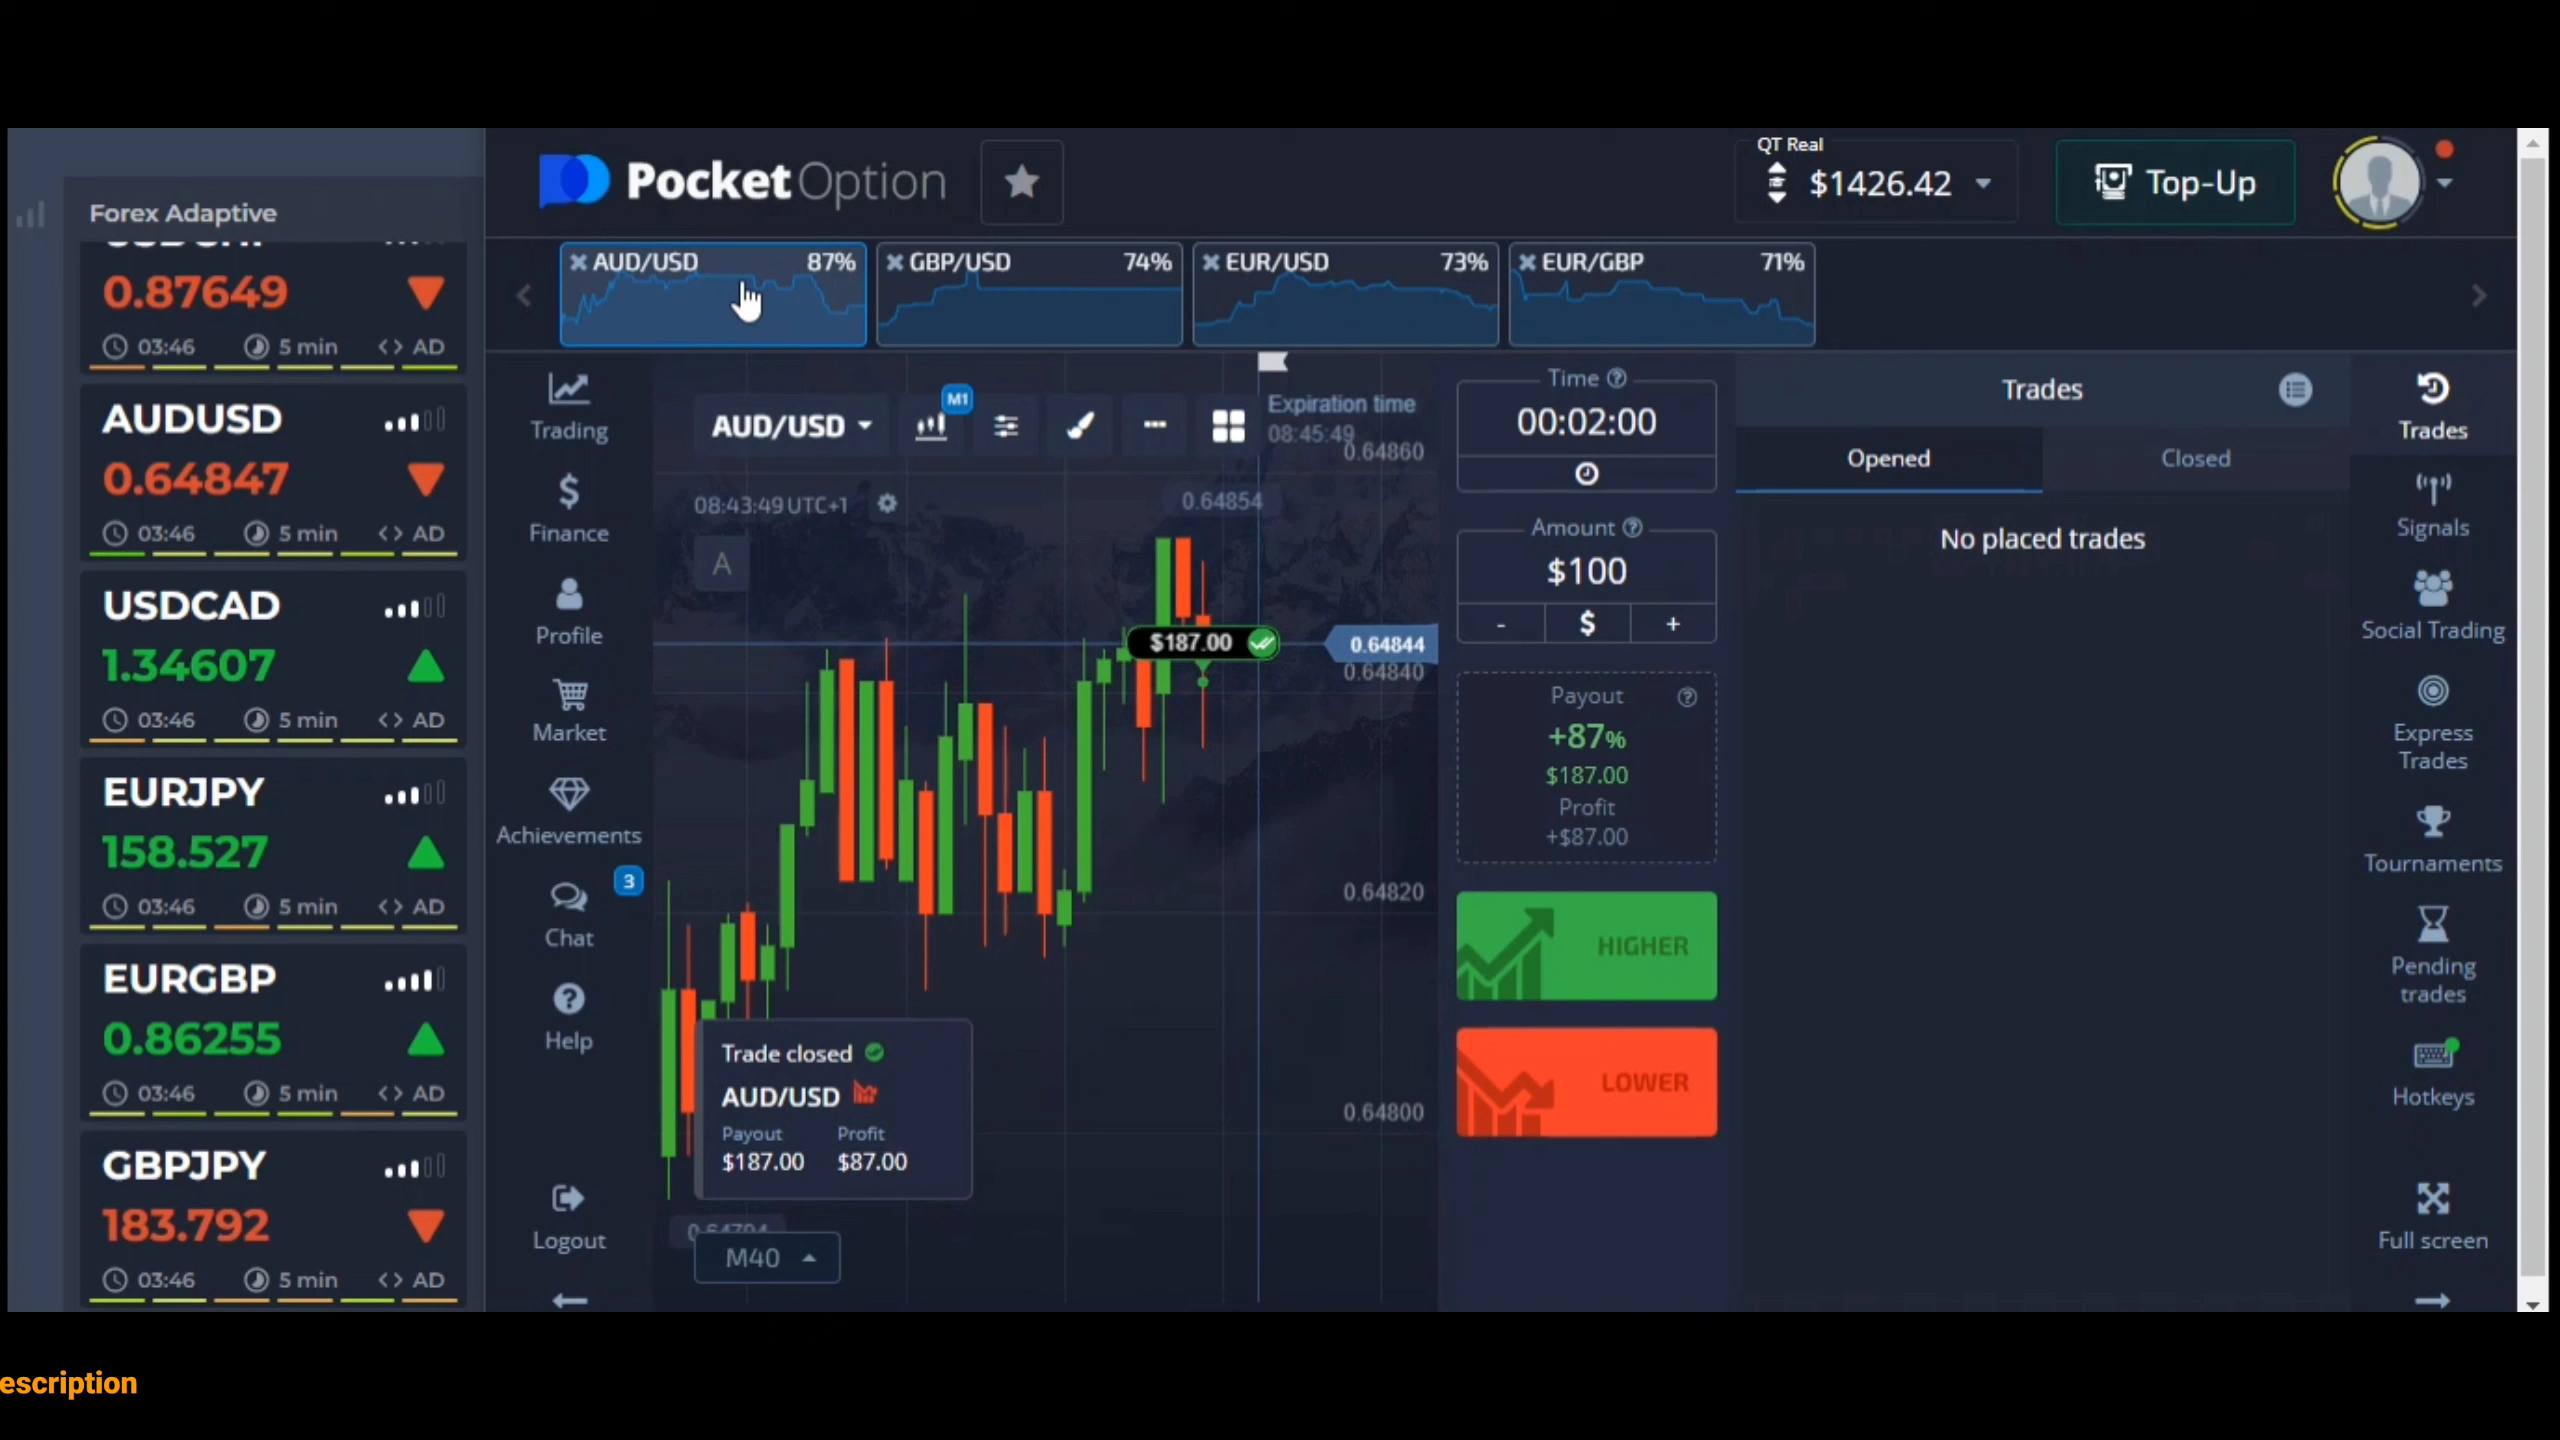 Forex Adaptive
0.87649
03:46 5 min <> AD
AUDUSD
0.64847
03:46 5 min <> AD
USDCAD
1.34607
03:46 5 min <> AD
EURJPY
158.527
03:46 5 min <> AD
EURGBP
0.86255
03:46 5 min <> AD
GBPJPY
183.792
03:46 5 min <> AD
PocketOption
QT Real
$1426.42
Top-Up
AUD/USD 87%
GBP/USD 74%
EUR/USD 73%
EUR/GBP 71%
Trading
Finance
Profile
Market
Achievements
3
Chat
Help
Logout
AUD/USD
M1
Expiration time
08:45:49
0.64860
08:43:49 UTC+1
0.64854
A
$187.00
0.64844
0.64840
0.64820
0.64800
Trade closed
AUD/USD
Payout Profit
$187.00 $87.00
M40
Time
00:02:00
Amount
$100
- $ +
Payout
+87%
$187.00
Profit
+$87.00
HIGHER
LOWER
Trades
Opened Closed
No placed trades
Trades
Signals
Social Trading
Express
Trades
Tournaments
Pending
trades
Hotkeys
Full screen
escription